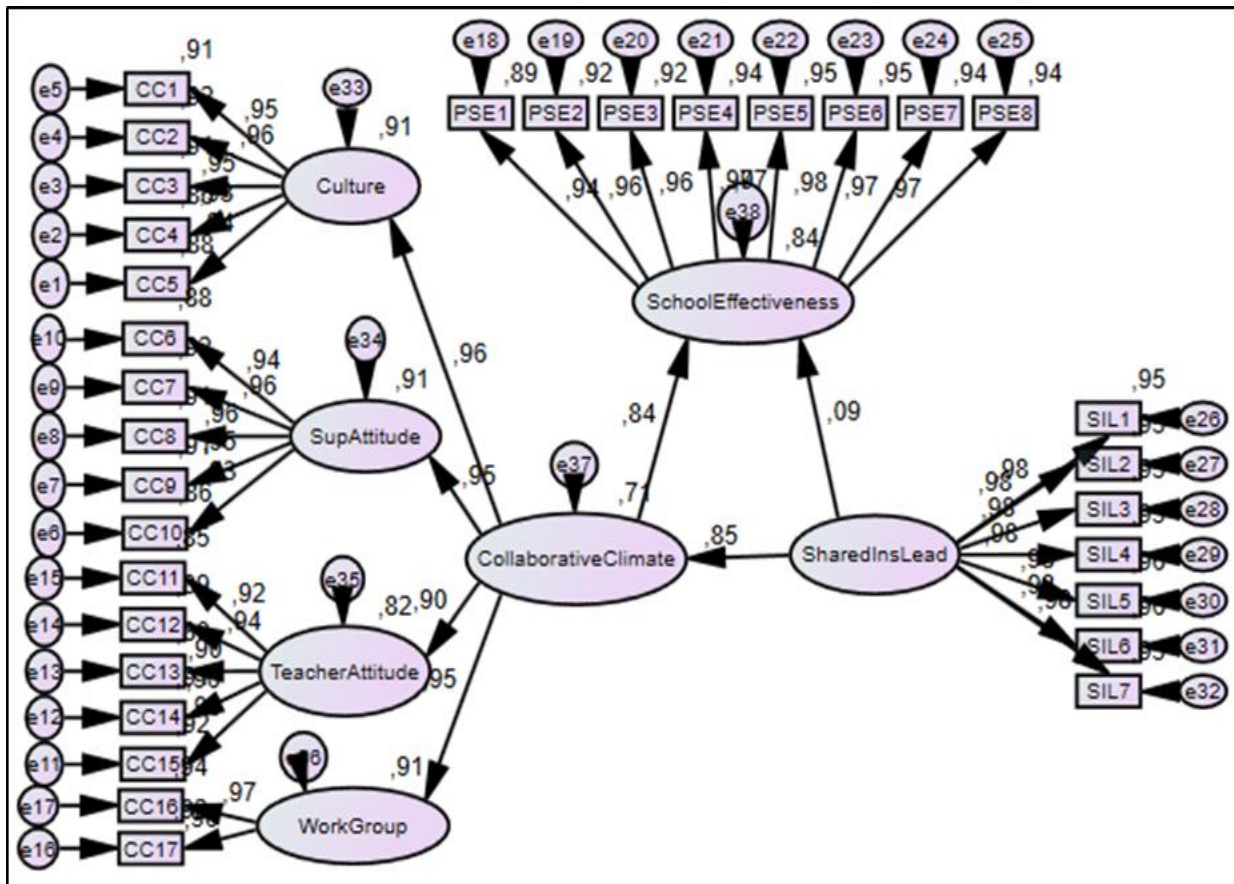 e18 e19 e20 e21 e22 e23 e24 e25
,89 ,92 ,92 ,94 ,95 ,95 ,94 ,94
PSE1 PSE2 PSE3 PSE4 PSE5 PSE6 PSE7 PSE8
,94 ,96 ,96 ,98 ,97 ,97
e38
,84
SchoolEffectiveness
,91
e5 CC1
e4 CC2
e3 CC3
e2 CC4
e1 CC5
,95
,96
,95
,88
e33
,91
Culture
,88
e10 CC6
e9 CC7
e8 CC8
e7 CC9
e6 CC10
,94
,96
,96
,86
e34
,91
SupAttitude
,85
e15 CC11
e14 CC12
e13 CC13
e12 CC14
e11 CC15
,92
,94
,90
,92
e35
,82
TeacherAttitude
,94
e17 CC16
e16 CC17
,97
,91
WorkGroup
,96
,95
,90
,95
,84
,09
e37
,71
CollaborativeClimate
,85
SharedInsLead
,95
SIL1 e26
SIL2 e27
SIL3 e28
SIL4 e29
SIL5 e30
SIL6 e31
SIL7 e32
,98
,98
,98
,98